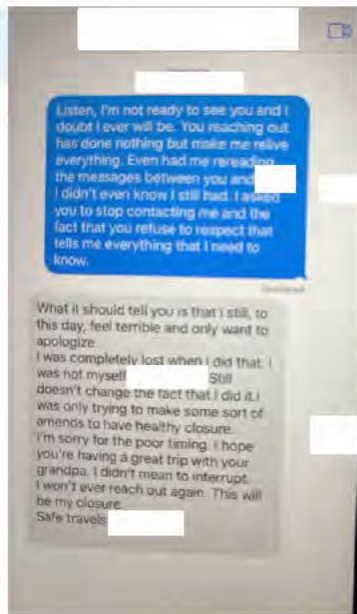 Listen, I'm not ready to see you and I
doubt I ever will be. You reaching out
has done nothing but make me relive
everything. Even had me rereading
the messages between you and
I didn't even know I still had. I asked
you to stop contacting me and the
fact that you refuse to respect that
tells me everything that I need to
know.
What it should tell you is that I still, to
this day, feel terrible and only want to
apologize.
I was completely lost when I did that. I
was not myself Still
doesn't change the fact that I did it.I
was only trying to make some sort of
amends to have healthy closure.
I'm sorry for the poor timing. I hope
you're having a great trip with your
grandpa. I didn't mean to interrupt.
I won't ever reach out again. This will
be my closure.
Safe travels